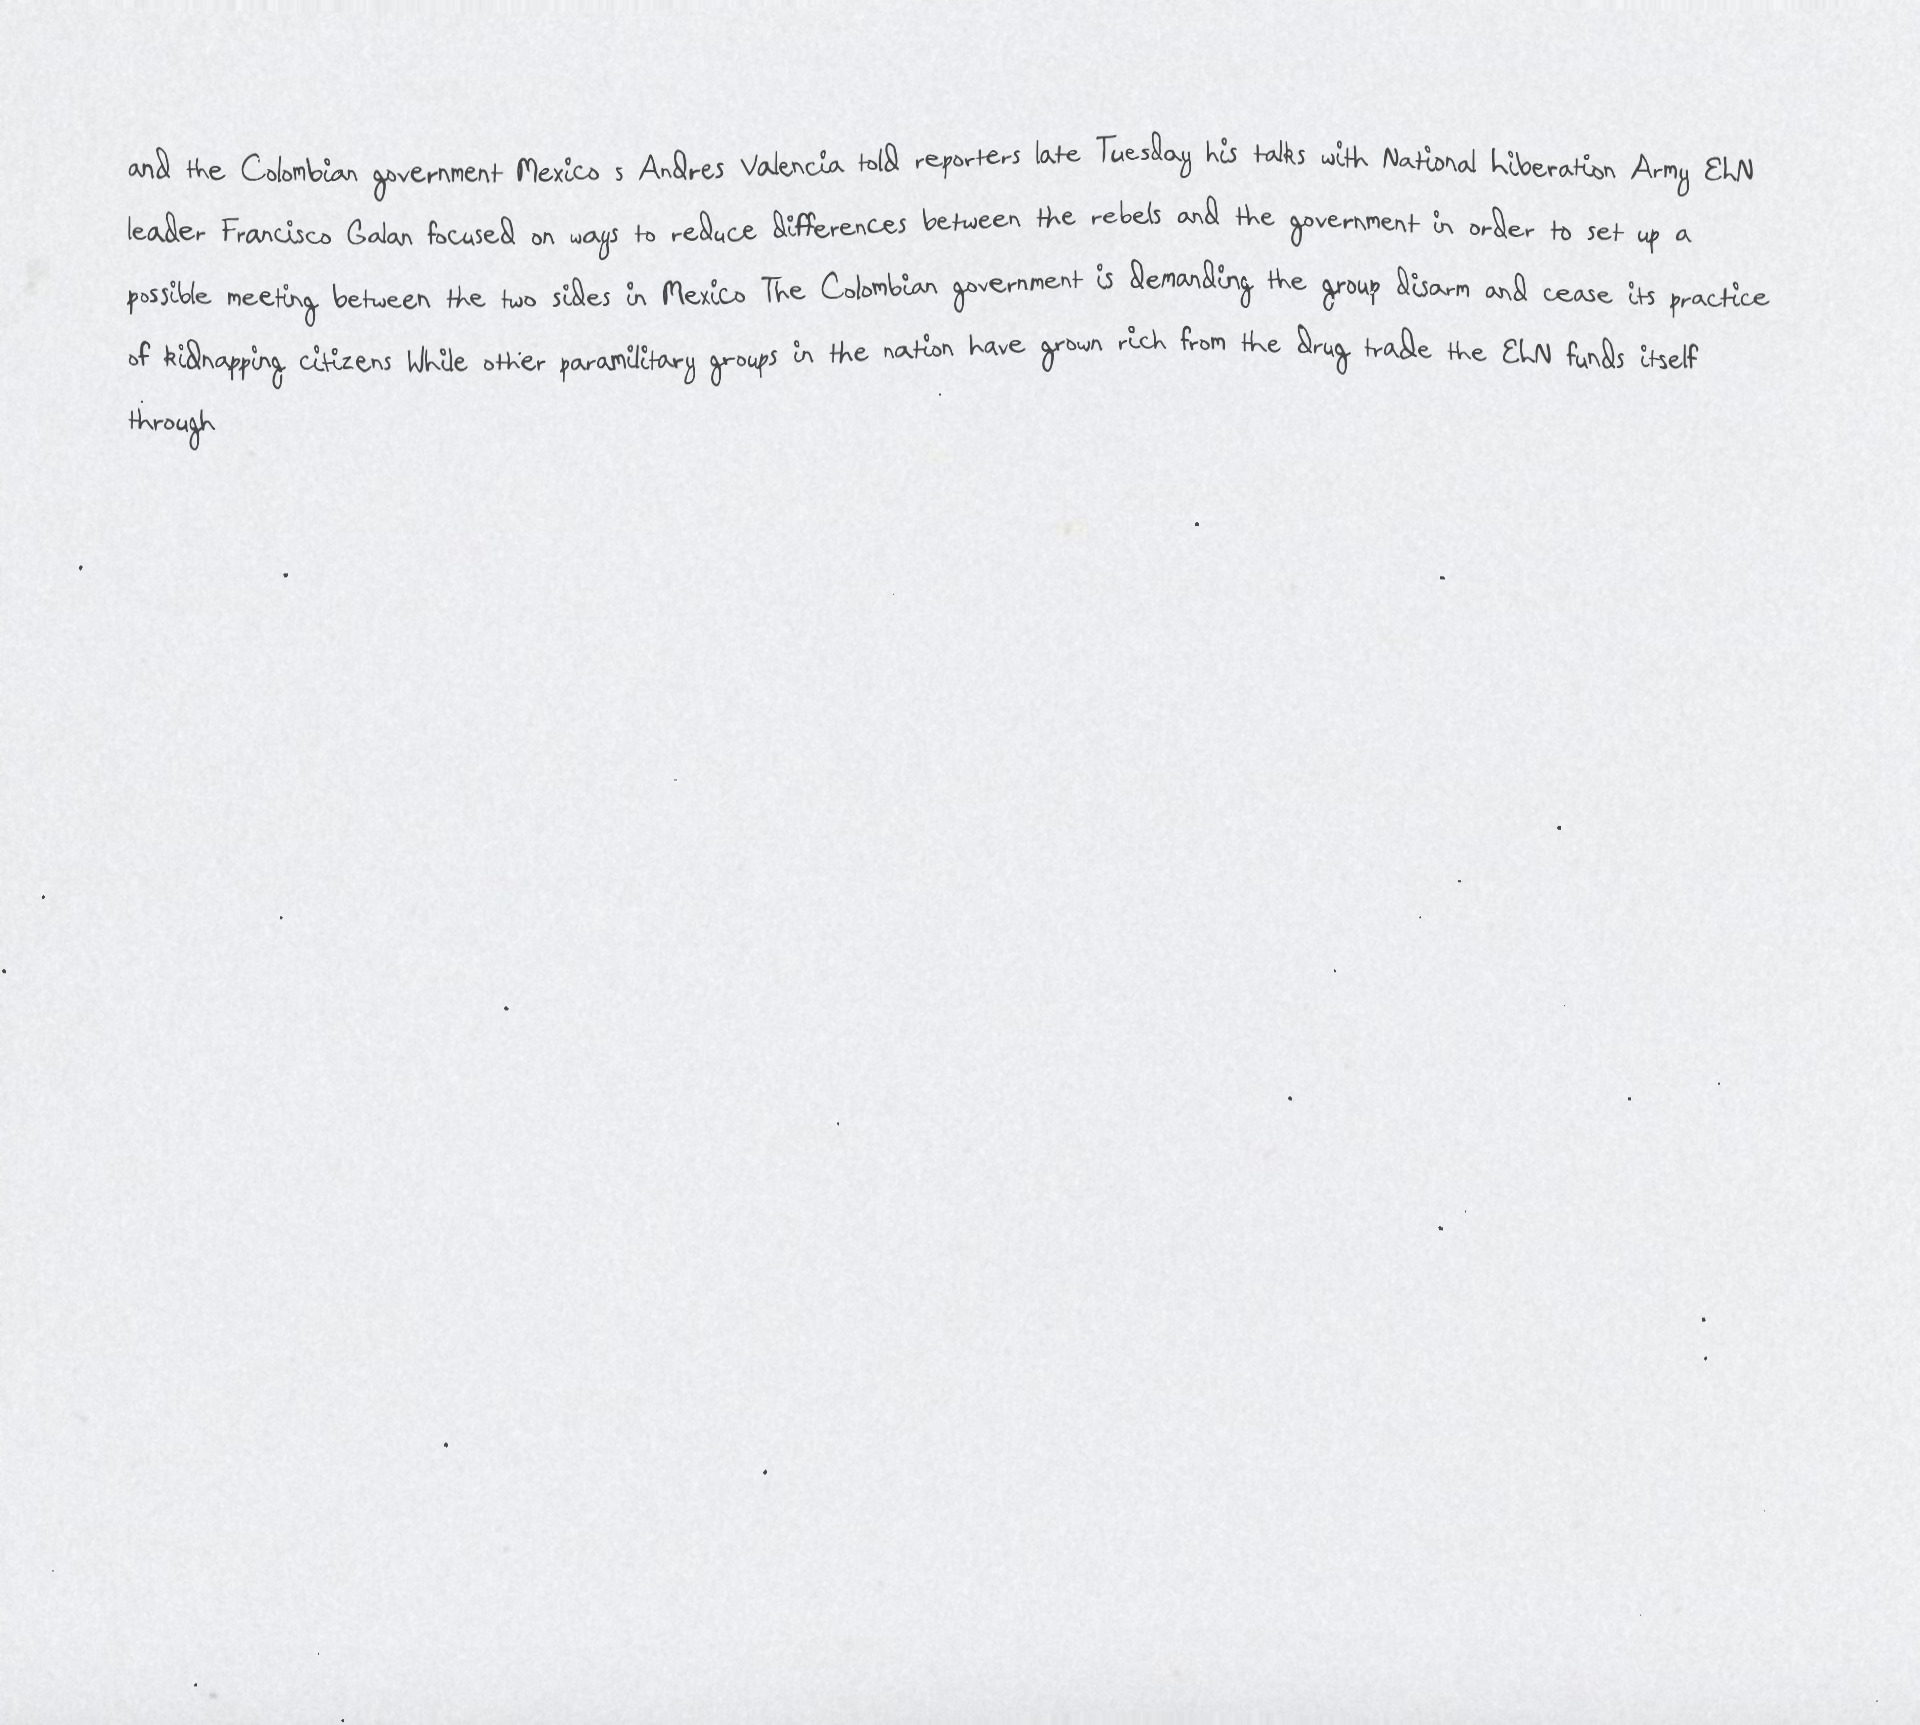 and the Colombian government Mexico s Andres Valencia told reporters late Tuesday his talks with National Liberation Army ELN
leader Francisco Galan focused on ways to reduce differences between the rebels and the government in order to set up a
possible meeting between the two sides in Mexico The Colombian government is demanding the group disarm and cease its practice
of kidnapping citizens While other paramilitary groups in the nation have grown rich from the drug trade the ELN funds itself
through